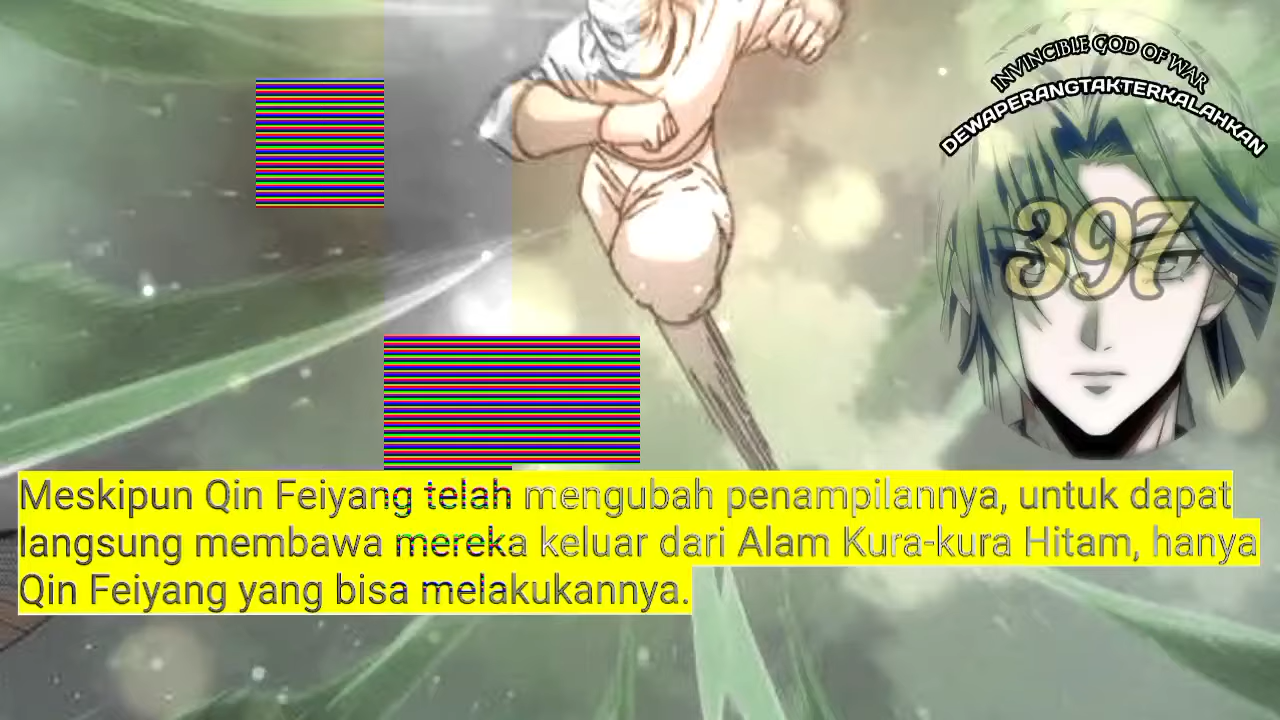 INVINCIBLE GOD OF WAR
DEWAPERANGTAKTERKALAHKAN
397
Meskipun Qin Feiyang telah mengubah penampilannya, untuk dapat
langsung membawa mereka keluar dari Alam Kura-kura Hitam, hanya
Qin Feiyang yang bisa melakukannya.